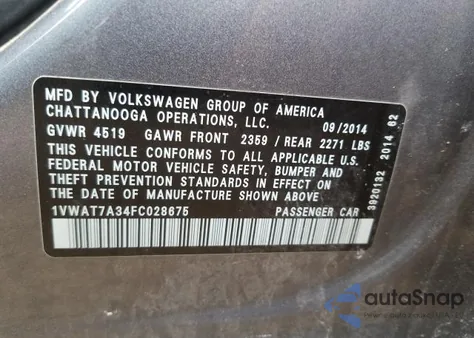 MFD BY VOLKSWAGEN GROUP OF AMERICA
CHATTANOOGA OPERATIONS, LLC. 09/2014
GVWR 4519 GAWR FRONT 2359 / REAR 2271 LBS
THIS VEHICLE CONFORMS TO ALL APPLICABLE U.S.
FEDERAL MOTOR VEHICLE SAFETY, BUMPER AND
THEFT PREVENTION STANDARDS IN EFFECT ON
THE DATE OF MANUFACTURE SHOWN ABOVE
1VWAT7A34FC028675 PASSENGER CAR
3920132 2014 82
autoSnap